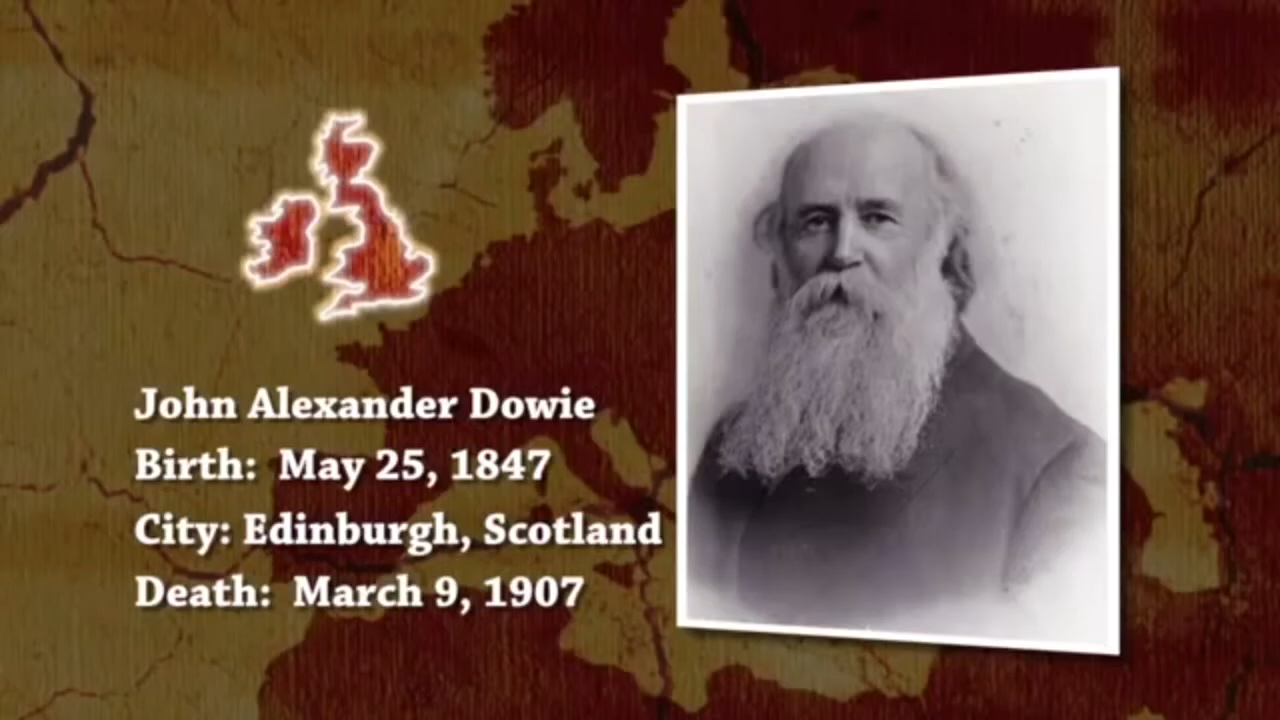 John Alexander Dowie
Birth: May 25, 1847
City: Edinburgh, Scotland
Death: March 9, 1907